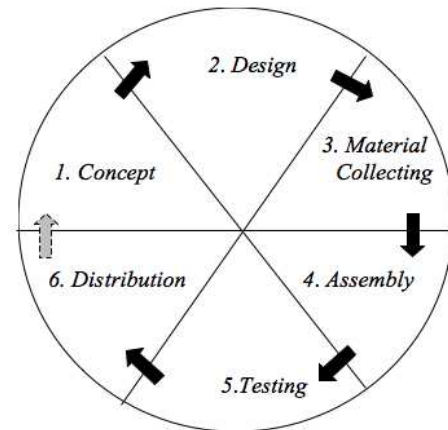 1. Concept
2. Design
3. Material
Collecting
4. Assembly
5.Testing
6. Distribution